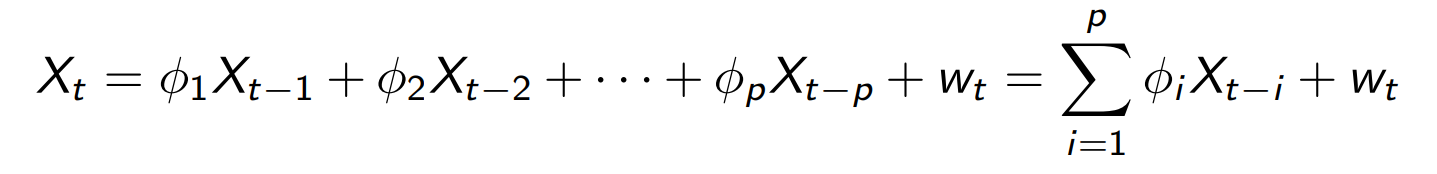 $X_t = \phi_1 X_{t-1} + \phi_2 X_{t-2} + \cdots + \phi_p X_{t-p} + w_t = \sum_{i=1}^{p} \phi_i X_{t-i} + w_t$